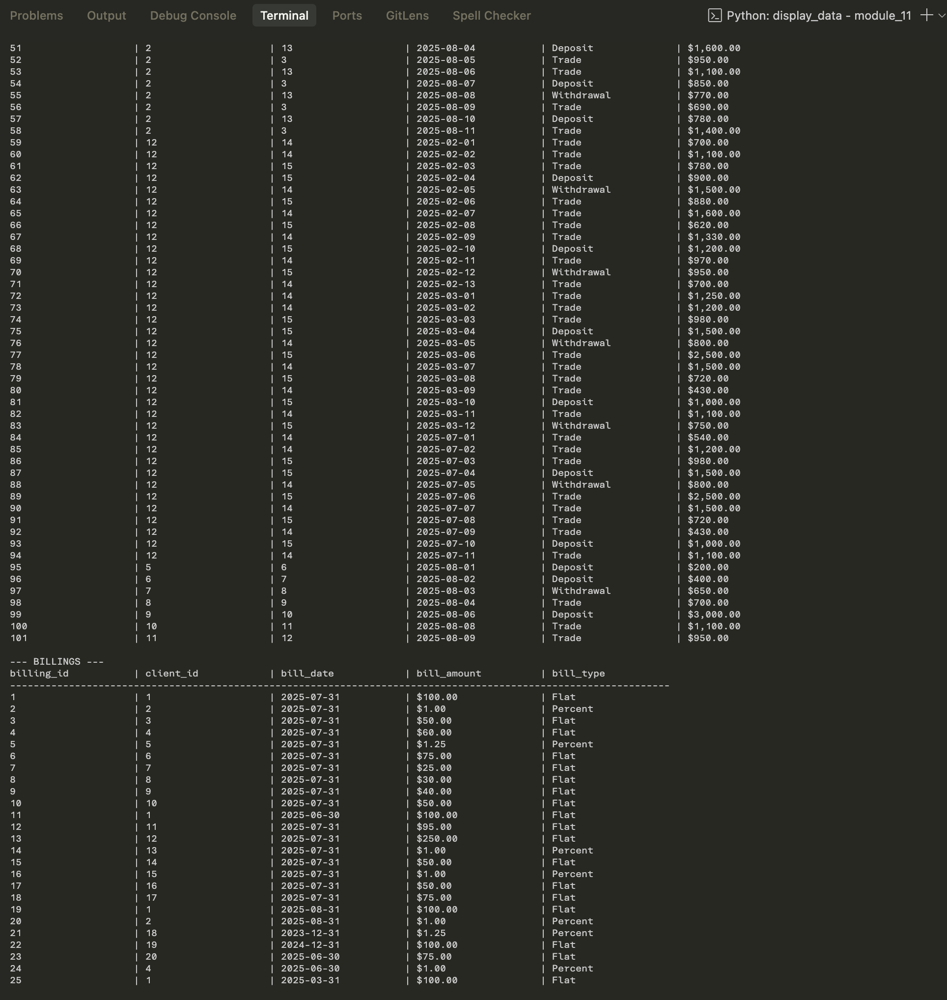 Problems Output Debug Console Terminal Ports GitLens Spell Checker Python: display_data - module_11
51 | 2 | 13 | 2025-08-04 | Deposit | $1,600.00
52 | 2 | 3 | 2025-08-05 | Trade | $950.00
53 | 2 | 13 | 2025-08-06 | Trade | $1,100.00
54 | 2 | 3 | 2025-08-07 | Deposit | $850.00
55 | 2 | 13 | 2025-08-08 | Withdrawal | $770.00
56 | 2 | 3 | 2025-08-09 | Trade | $690.00
57 | 2 | 13 | 2025-08-10 | Deposit | $780.00
58 | 2 | 3 | 2025-08-11 | Trade | $1,400.00
59 | 12 | 14 | 2025-02-01 | Trade | $700.00
60 | 12 | 14 | 2025-02-02 | Trade | $1,100.00
61 | 12 | 15 | 2025-02-03 | Trade | $780.00
62 | 12 | 15 | 2025-02-04 | Deposit | $900.00
63 | 12 | 14 | 2025-02-05 | Withdrawal | $1,500.00
64 | 12 | 15 | 2025-02-06 | Trade | $880.00
65 | 12 | 14 | 2025-02-07 | Trade | $1,600.00
66 | 12 | 15 | 2025-02-08 | Trade | $620.00
67 | 12 | 14 | 2025-02-09 | Trade | $1,330.00
68 | 12 | 15 | 2025-02-10 | Deposit | $1,200.00
69 | 12 | 14 | 2025-02-11 | Trade | $970.00
70 | 12 | 15 | 2025-02-12 | Withdrawal | $950.00
71 | 12 | 14 | 2025-02-13 | Trade | $700.00
72 | 12 | 14 | 2025-03-01 | Trade | $1,250.00
73 | 12 | 14 | 2025-03-02 | Trade | $1,200.00
74 | 12 | 15 | 2025-03-03 | Trade | $980.00
75 | 12 | 15 | 2025-03-04 | Deposit | $1,500.00
76 | 12 | 14 | 2025-03-05 | Withdrawal | $800.00
77 | 12 | 15 | 2025-03-06 | Trade | $2,500.00
78 | 12 | 14 | 2025-03-07 | Trade | $1,500.00
79 | 12 | 15 | 2025-03-08 | Trade | $720.00
80 | 12 | 14 | 2025-03-09 | Trade | $430.00
81 | 12 | 15 | 2025-03-10 | Deposit | $1,000.00
82 | 12 | 14 | 2025-03-11 | Trade | $1,100.00
83 | 12 | 15 | 2025-03-12 | Withdrawal | $750.00
84 | 12 | 14 | 2025-07-01 | Trade | $540.00
85 | 12 | 14 | 2025-07-02 | Trade | $1,200.00
86 | 12 | 15 | 2025-07-03 | Trade | $980.00
87 | 12 | 15 | 2025-07-04 | Deposit | $1,500.00
88 | 12 | 14 | 2025-07-05 | Withdrawal | $800.00
89 | 12 | 15 | 2025-07-06 | Trade | $2,500.00
90 | 12 | 14 | 2025-07-07 | Trade | $1,500.00
91 | 12 | 15 | 2025-07-08 | Trade | $720.00
92 | 12 | 14 | 2025-07-09 | Trade | $430.00
93 | 12 | 15 | 2025-07-10 | Deposit | $1,000.00
94 | 12 | 14 | 2025-07-11 | Trade | $1,100.00
95 | 5 | 6 | 2025-08-01 | Deposit | $200.00
96 | 6 | 7 | 2025-08-02 | Deposit | $400.00
97 | 7 | 8 | 2025-08-03 | Withdrawal | $650.00
98 | 8 | 9 | 2025-08-04 | Trade | $700.00
99 | 9 | 10 | 2025-08-06 | Deposit | $3,000.00
100 | 10 | 11 | 2025-08-08 | Trade | $1,100.00
101 | 11 | 12 | 2025-08-09 | Trade | $950.00
--- BILLINGS ---
billing_id | client_id | bill_date | bill_amount | bill_type
----------------------------------------------------------------------------------------------------------------
1 | 1 | 2025-07-31 | $100.00 | Flat
2 | 2 | 2025-07-31 | $1.00 | Percent
3 | 3 | 2025-07-31 | $50.00 | Flat
4 | 4 | 2025-07-31 | $60.00 | Flat
5 | 5 | 2025-07-31 | $1.25 | Percent
6 | 6 | 2025-07-31 | $75.00 | Flat
7 | 7 | 2025-07-31 | $25.00 | Flat
8 | 8 | 2025-07-31 | $30.00 | Flat
9 | 9 | 2025-07-31 | $40.00 | Flat
10 | 10 | 2025-07-31 | $50.00 | Flat
11 | 1 | 2025-06-30 | $100.00 | Flat
12 | 11 | 2025-07-31 | $95.00 | Flat
13 | 12 | 2025-07-31 | $250.00 | Flat
14 | 13 | 2025-07-31 | $1.00 | Percent
15 | 14 | 2025-07-31 | $50.00 | Flat
16 | 15 | 2025-07-31 | $1.00 | Percent
17 | 16 | 2025-07-31 | $50.00 | Flat
18 | 17 | 2025-07-31 | $75.00 | Flat
19 | 1 | 2025-08-31 | $100.00 | Flat
20 | 2 | 2025-08-31 | $1.00 | Percent
21 | 18 | 2023-12-31 | $1.25 | Percent
22 | 19 | 2024-12-31 | $100.00 | Flat
23 | 20 | 2025-06-30 | $75.00 | Flat
24 | 4 | 2025-06-30 | $1.00 | Percent
25 | 1 | 2025-03-31 | $100.00 | Flat